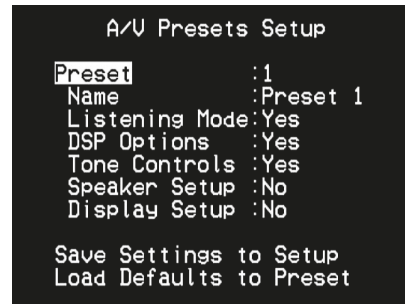 A/V Presets Setup
Preset :1
Name :Preset 1
Listening Mode:Yes
DSP Options :Yes
Tone Controls :Yes
Speaker Setup :No
Display Setup :No
Save Settings to Setup
Load Defaults to Preset